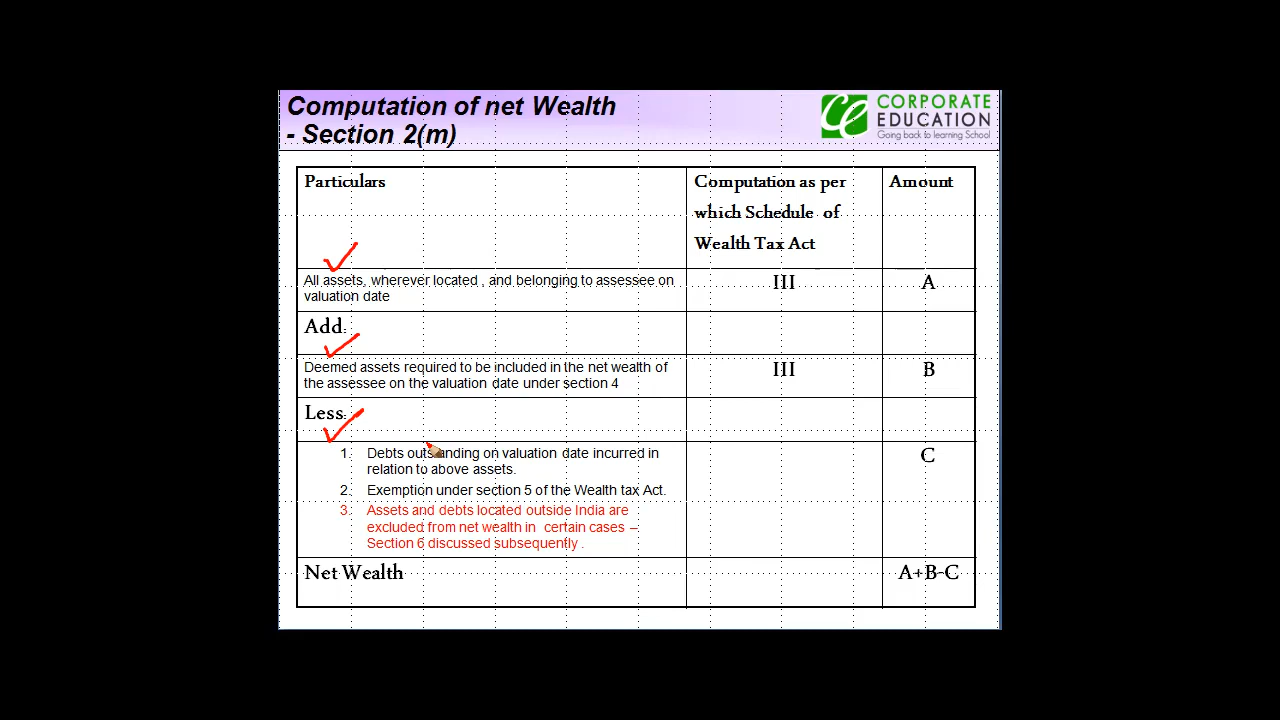 Computation of net Wealth
- Section 2(m)
CORPORATE
EDUCATION
Going back to learning School
Particulars
Computation as per
which Schedule of
Wealth Tax Act
Amount
All assets, wherever located , and belonging to assessee on
valuation date
III
A
Add:
Deemed assets required to be included in the net wealth of
the assessee on the valuation date under section 4
III
B
Less:
1. Debts outstanding on valuation date incurred in
relation to above assets.
2. Exemption under section 5 of the Wealth tax Act.
3. Assets and debts located outside India are
excluded from net wealth in certain cases –
Section 6 discussed subsequently .
C
Net Wealth
A+B-C